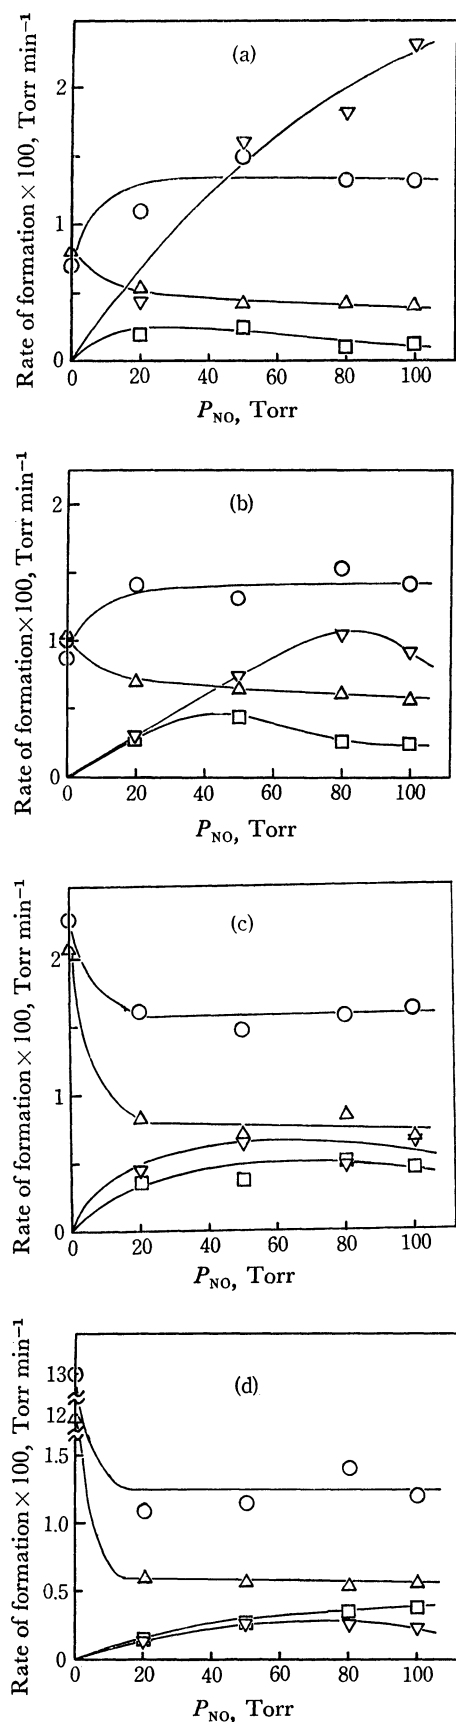 (a)
Rate of formation×100, Torr min⁻¹
2
1
0
0 20 40 60 80 100
P_NO, Torr
(b)
Rate of formation×100, Torr min⁻¹
2
1
0
0 20 40 60 80 100
P_NO, Torr
(c)
Rate of formation×100, Torr min⁻¹
2
1
0
0 20 40 60 80 100
P_NO, Torr
(d)
Rate of formation×100, Torr min⁻¹
13
12
1.5
1.0
0.5
0
0 20 40 60 80 100
P_NO, Torr